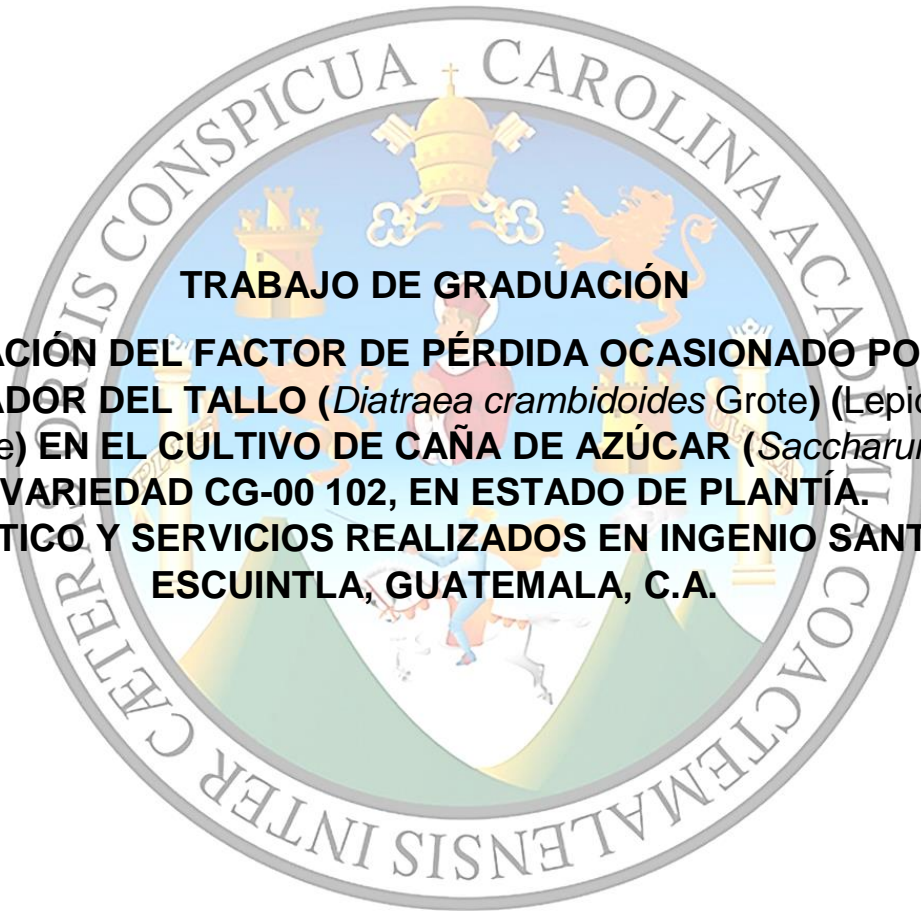 CÆTERAS ORBIS CONSPICUA CAROLINA ACADEMIA COACTEMALENSIS INTER
TRABAJO DE GRADUACIÓN
ACIÓN DEL FACTOR DE PÉRDIDA OCASIONADO PO
ADOR DEL TALLO (Diatraea crambidoides Grote) (Lepid
e) EN EL CULTIVO DE CAÑA DE AZÚCAR (Saccharum
VARIEDAD CG-00 102, EN ESTADO DE PLANTÍA.
TICO Y SERVICIOS REALIZADOS EN INGENIO SANT
ESCUINTLA, GUATEMALA, C.A.